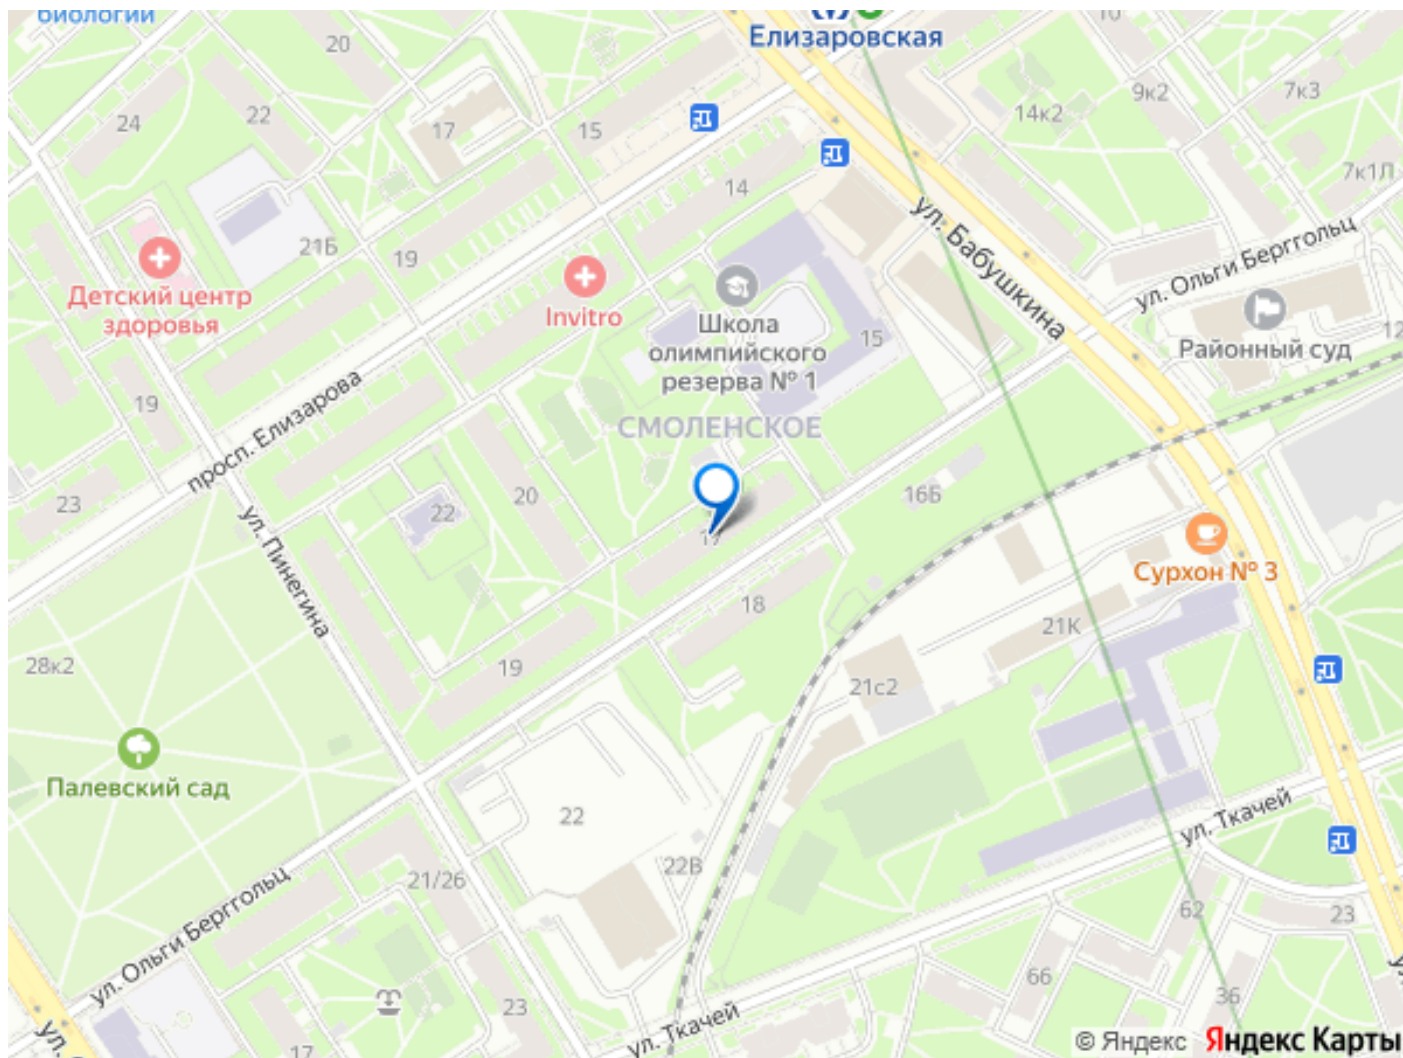 биологии
20
Елизаровская
16
24
22
17
15
14к2
9к2
7к3
14
7к1Л
21Б
19
ул. Бабушкина
ул. Ольги Берггольц
Детский центр
здоровья
Invitro
Школа
олимпийского
резерва № 1
15
Районный суд
12
19
просп. Елизарова
СМОЛЕНСКОЕ
23
22
20
16Б
17
ул. Пинегина
Сурхон № 3
18
21К
28к2
19
21с2
Палевский сад
22
ул. Ткачей
22В
21/26
ул. Ольги Берггольц
62
23
66
23
36
ул. Ткачей
17
© Яндекс Яндекс Карты